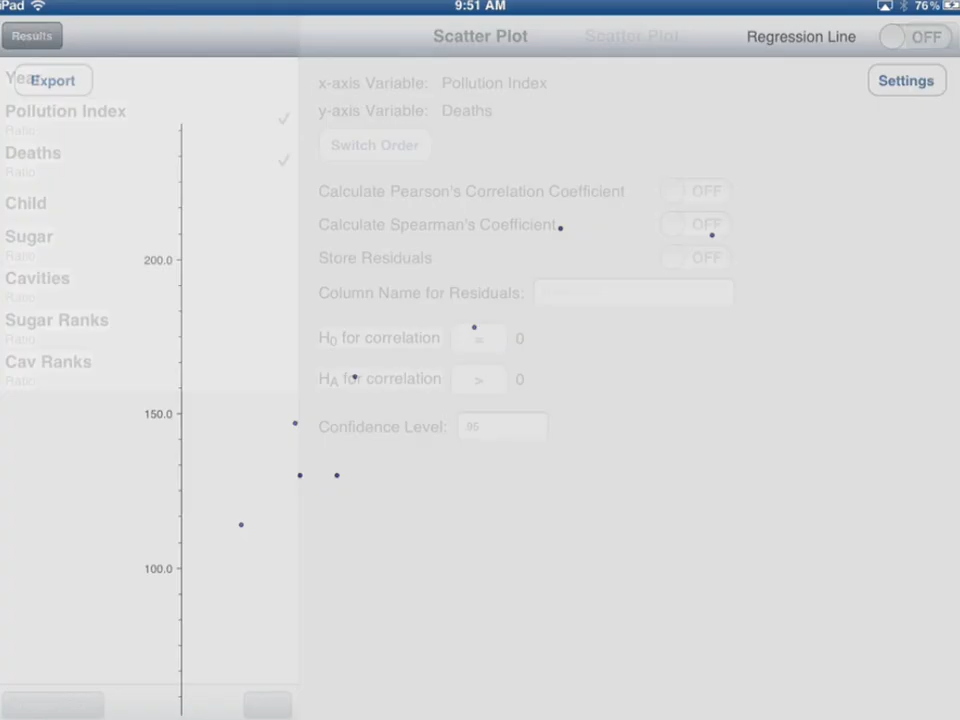 iPad 9:51 AM 76%
Results Scatter Plot Scatter Plot Regression Line OFF
Year Export x-axis Variable: Pollution Index Settings
Pollution Index
Ratio
y-axis Variable: Deaths
Deaths
Ratio
Switch Order
Child
Calculate Pearson's Correlation Coefficient OFF
Sugar
Ratio
Calculate Spearman's Coefficient OFF
Cavities
Ratio
200.0
Store Residuals OFF
Column Name for Residuals:
Sugar Ranks
Ratio
H0 for correlation = 0
Cav Ranks
Ratio
HA for correlation > 0
150.0
Confidence Level: .95
100.0